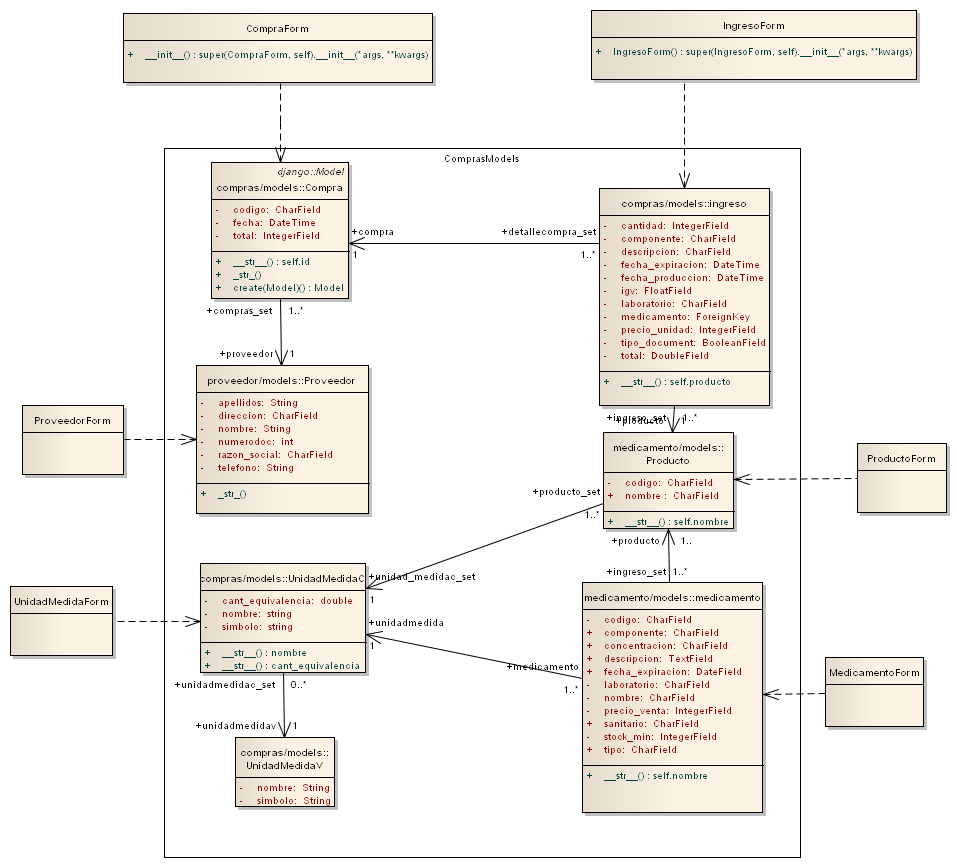 CompraForm
+ __init__() : super(CompraForm, self).__init__(*args, **kwargs)
IngresoForm
+ IngresoForm() : super(IngresoForm, self).__init__(*args, **kwargs)
ComprasModels
django::Model
compras/models::Compra
- codigo: CharField
- fecha: DateTime
- total: IntegerField
+ __str__() : self.id
+ _str_()
+ create(Model)() : Model
compras/models::ingreso
- cantidad: IntegerField
- componente: CharField
- descripcion: CharField
- fecha_expiracion: DateTime
- fecha_produccion: DateTime
- igv: FloatField
- laboratorio: CharField
- medicamento: ForeignKey
- precio_unidad: IntegerField
- tipo_document: BooleanField
- total: DoubleField
+ __str__() : self.producto
+compra
1
+detallecompra_set
1..*
+compras_set 1..*
+proveedor 1
proveedor/models::Proveedor
- apellidos: String
- direccion: CharField
- nombre: String
- numerodoc: int
- razon_social: CharField
- telefono: String
+ _str_()
ProveedorForm
+ingreso_set 1..*
+producto 1
medicamento/models::
Producto
- codigo: CharField
+ nombre : CharField
+ __str__() : self.nombre
ProductoForm
+producto_set
1..*
+producto 1..
+unidad_medidac_set
1
+ingreso_set 1..*
compras/models::UnidadMedidaC
- cant_equivalencia: double
- nombre: string
- simbolo: string
+ __str__() : nombre
+ __str__() : cant_equivalencia
UnidadMedidaForm
+unidadmedida
1
+medicamento
1..*
medicamento/models::medicamento
- codigo: CharField
+ componente: CharField
+ concentracion: CharField
+ descripcion: TextField
+ fecha_expiracion: DateField
- laboratorio: CharField
- nombre: CharField
- precio_venta: IntegerField
+ sanitario: CharField
- stock_min: IntegerField
+ tipo: CharField
+ __str__() : self.nombre
MedicamentoForm
+unidadmedidac_set 0..*
+unidadmedidav 1
compras/models::
UnidadMedidaV
- nombre: String
- simbolo: String